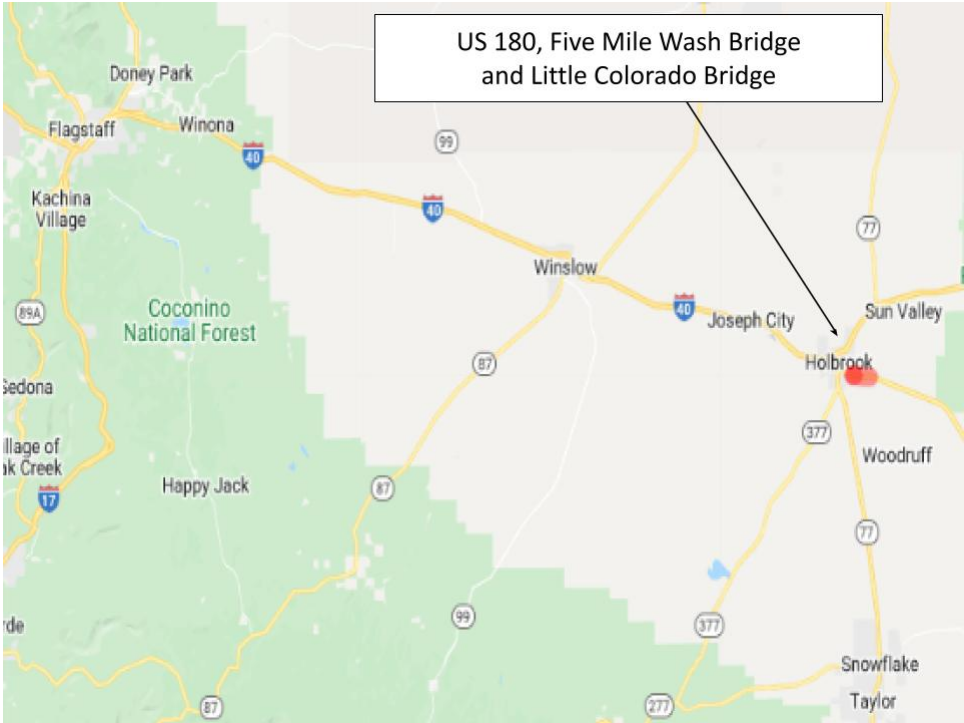 US 180, Five Mile Wash Bridge
and Little Colorado Bridge
Doney Park
Flagstaff
Winona
99
40
Kachina
Village
40
77
Winslow
89A
Coconino
National Forest
40
Joseph City
Sun Valley
87
Holbrook
Sedona
377
illage of
ak Creek
Woodruff
17
Happy Jack
87
77
99
rde
377
Snowflake
87
277
Taylor